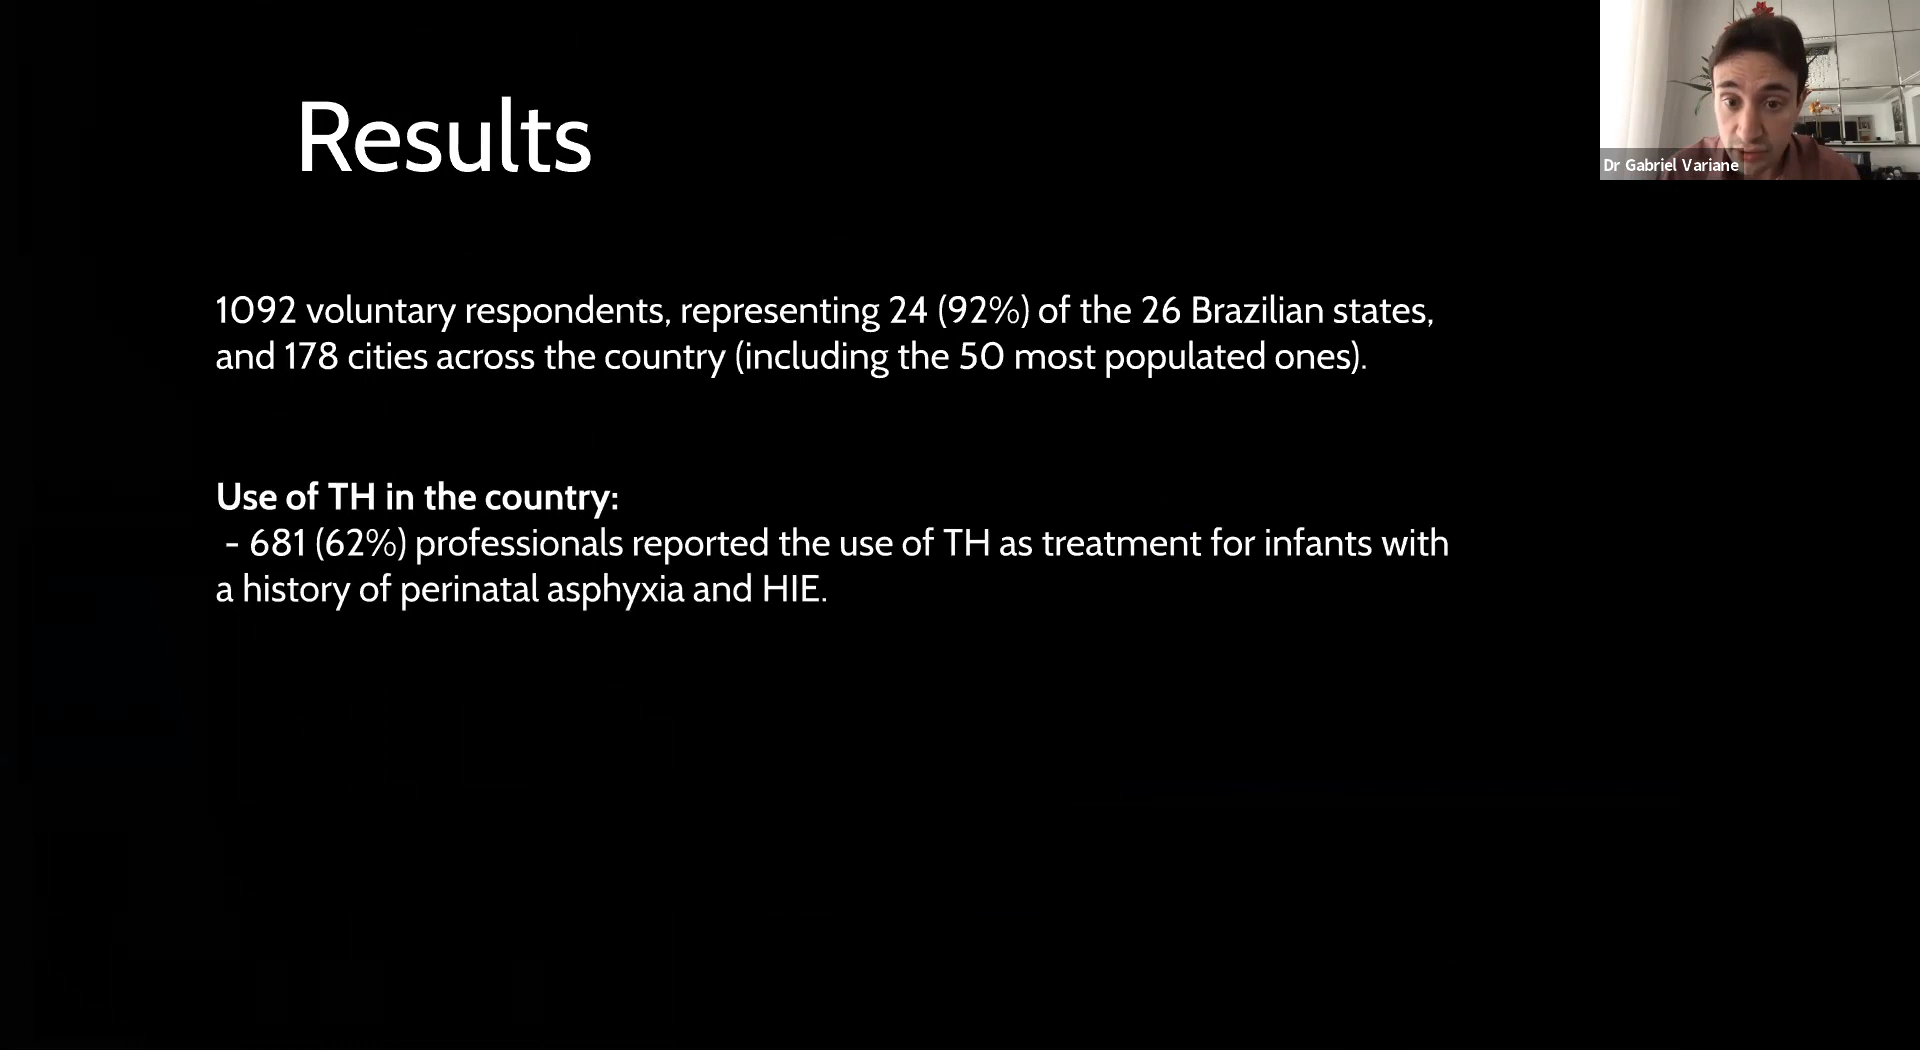 Results
Dr Gabriel Variane
1092 voluntary respondents, representing 24 (92%) of the 26 Brazilian states,
and 178 cities across the country (including the 50 most populated ones).
Use of TH in the country:
- 681 (62%) professionals reported the use of TH as treatment for infants with
a history of perinatal asphyxia and HIE.